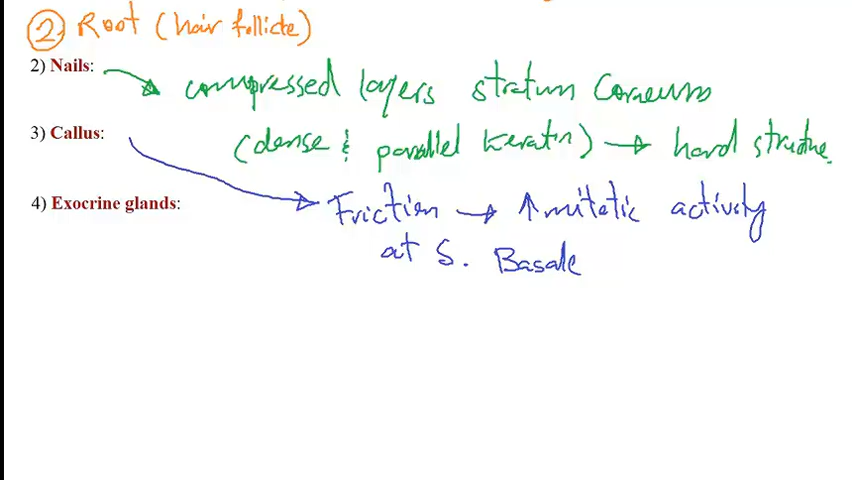 ② Root (hair follicle)
2) Nails: → compressed layers stratum Corneum
(dense & parallel keratin) → hard structure.
3) Callus: → Friction → ↑ mitotic activity
at S. Basale
4) Exocrine glands: